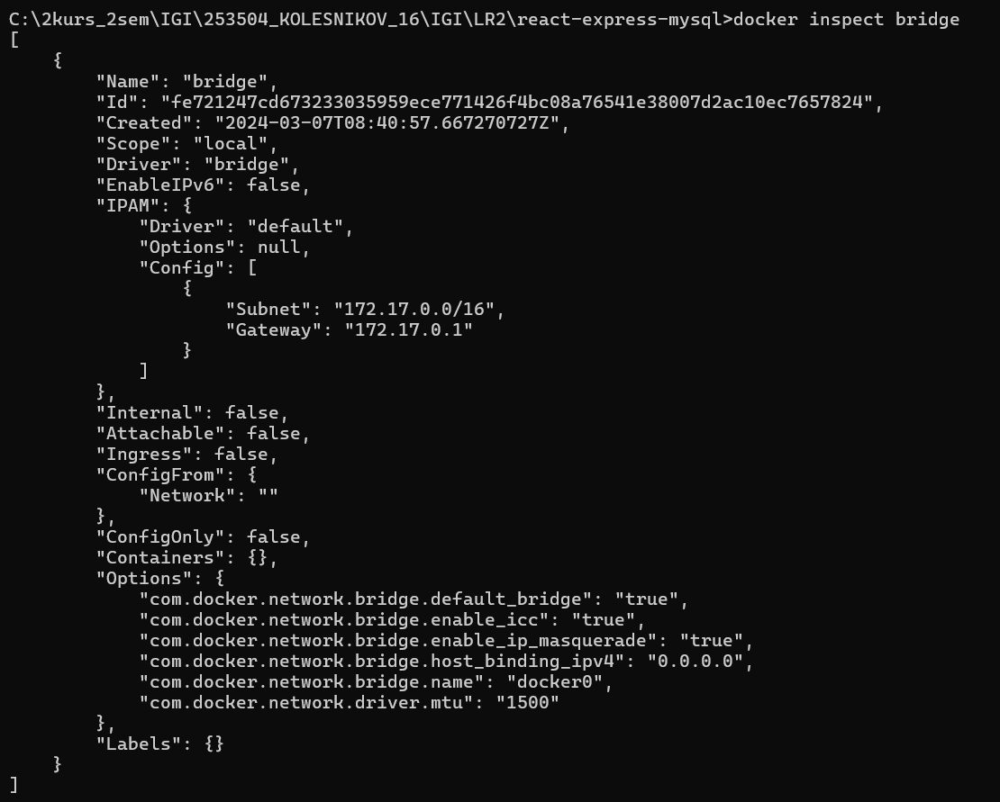 C:\2kurs_2sem\IGI\253504_KOLESNIKOV_16\IGI\LR2\react-express-mysql>docker inspect bridge
[
    {
        "Name": "bridge",
        "Id": "fe721247cd673233035959ece771426f4bc08a76541e38007d2ac10ec7657824",
        "Created": "2024-03-07T08:40:57.667270727Z",
        "Scope": "local",
        "Driver": "bridge",
        "EnableIPv6": false,
        "IPAM": {
            "Driver": "default",
            "Options": null,
            "Config": [
                {
                    "Subnet": "172.17.0.0/16",
                    "Gateway": "172.17.0.1"
                }
            ]
        },
        "Internal": false,
        "Attachable": false,
        "Ingress": false,
        "ConfigFrom": {
            "Network": ""
        },
        "ConfigOnly": false,
        "Containers": {},
        "Options": {
            "com.docker.network.bridge.default_bridge": "true",
            "com.docker.network.bridge.enable_icc": "true",
            "com.docker.network.bridge.enable_ip_masquerade": "true",
            "com.docker.network.bridge.host_binding_ipv4": "0.0.0.0",
            "com.docker.network.bridge.name": "docker0",
            "com.docker.network.driver.mtu": "1500"
        },
        "Labels": {}
    }
]